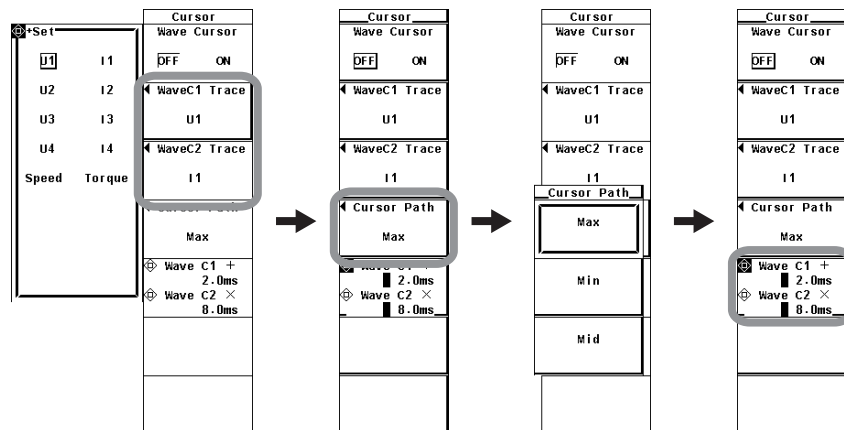 +Set
U1 I1
U2 I2
U3 I3
U4 I4
Speed Torque
Cursor
Wave Cursor
OFF ON
WaveC1 Trace
U1
WaveC2 Trace
I1
Cursor Path
Max
Wave C1 +
2.0ms
Wave C2 ×
8.0ms
Cursor
Wave Cursor
OFF ON
WaveC1 Trace
U1
WaveC2 Trace
I1
Cursor Path
Max
Wave C1 +
2.0ms
Wave C2 ×
8.0ms
Cursor
Wave Cursor
OFF ON
WaveC1 Trace
U1
WaveC2 Trace
I1
Cursor Path
Max
Min
Mid
Cursor
Wave Cursor
OFF ON
WaveC1 Trace
U1
WaveC2 Trace
I1
Cursor Path
Max
Wave C1 +
2.0ms
Wave C2 ×
8.0ms